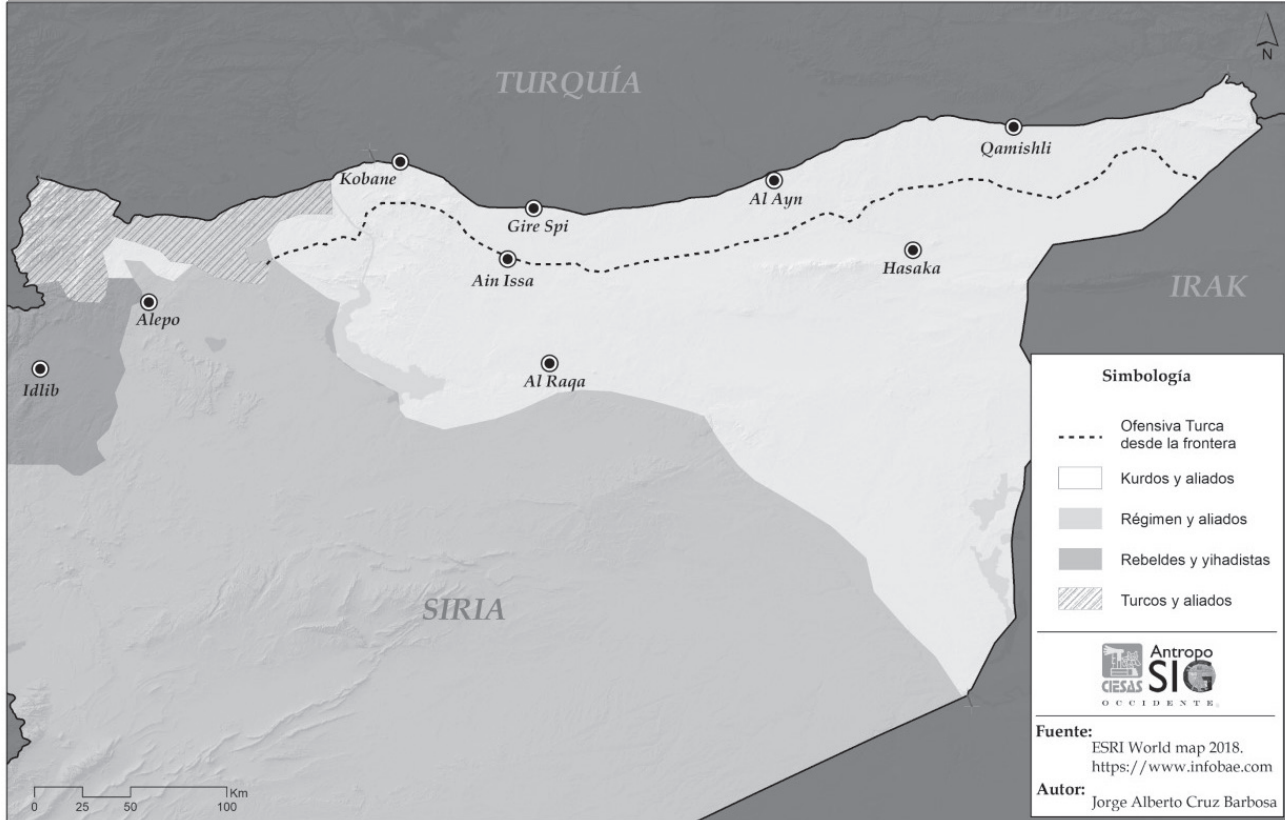 TURQUÍA
N
Qamishli
Kobane
Al Ayn
Gire Spi
Hasaka
Ain Issa
IRAK
Alepo
Idlib
Al Raqa
SIRIA
Km
0 25 50 100
Simbología
Ofensiva Turca
desde la frontera
Kurdos y aliados
Régimen y aliados
Rebeldes y yihadistas
Turcos y aliados
CIESAS
Antropo
SIG
OCCIDENTE
Fuente:
ESRI World map 2018.
https://www.infobae.com
Autor:
Jorge Alberto Cruz Barbosa